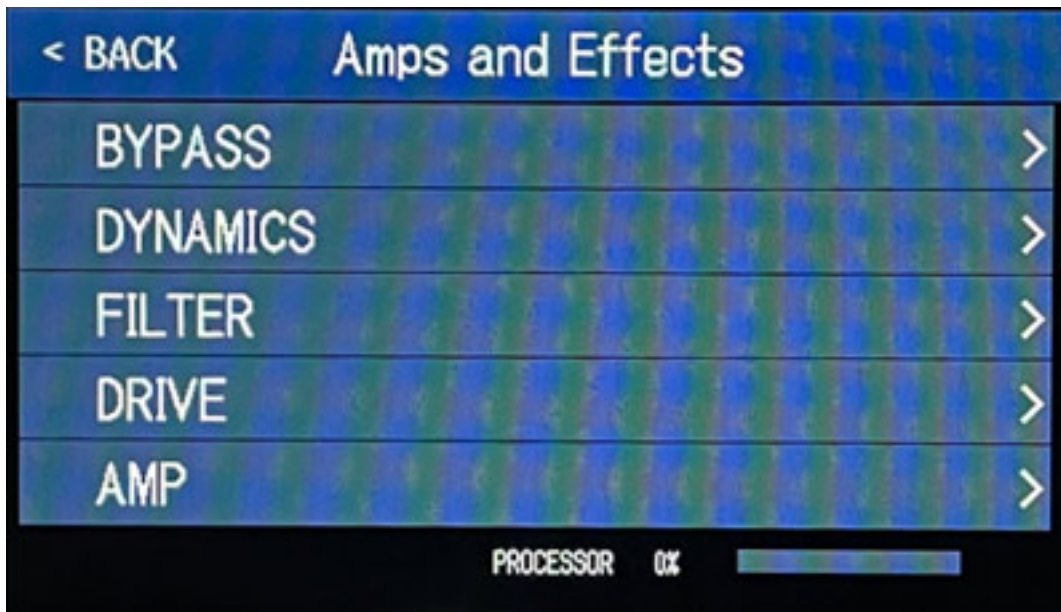 < BACK Amps and Effects
BYPASS >
DYNAMICS >
FILTER >
DRIVE >
AMP >
PROCESSOR 0%